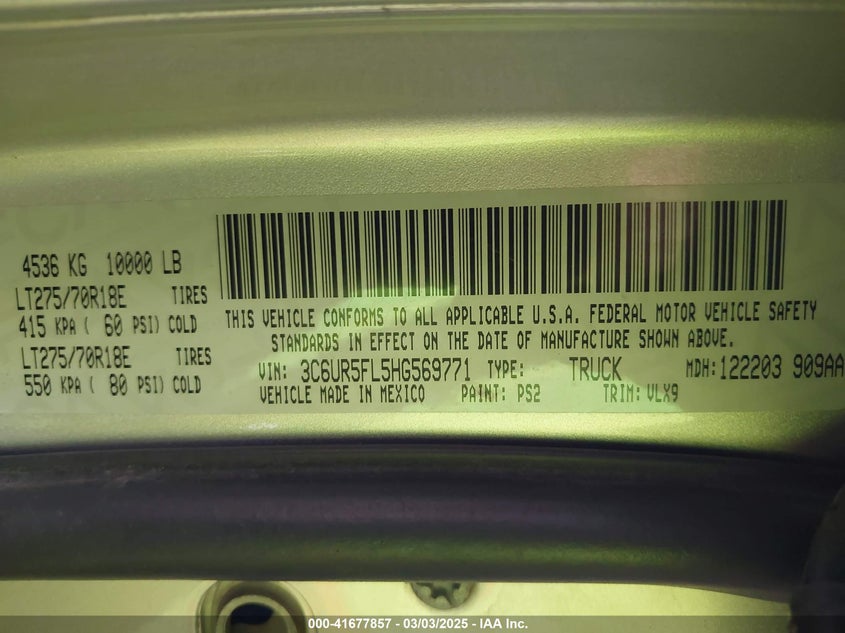 4536 KG 10000 LB
LT275/70R18E TIRES
415 KPA ( 60 PSI) COLD
LT275/70R18E TIRES
550 KPA ( 80 PSI) COLD
THIS VEHICLE CONFORMS TO ALL APPLICABLE U.S.A. FEDERAL MOTOR VEHICLE SAFETY
STANDARDS IN EFFECT ON THE DATE OF MANUFACTURE SHOWN ABOVE.
VIN: 3C6UR5FL5HG569771 TYPE: TRUCK MDH: 122203 909AA
VEHICLE MADE IN MEXICO PAINT: PS2 TRIM: VLX9
000-41677857 - 03/03/2025 - IAA Inc.